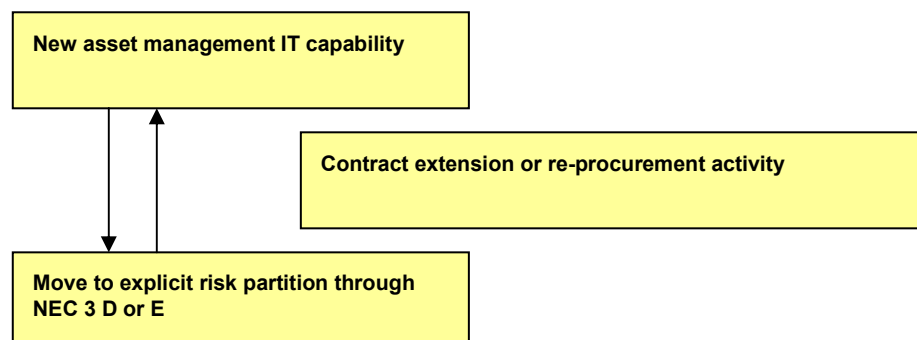 New asset management IT capability
Contract extension or re-procurement activity
Move to explicit risk partition through
NEC 3 D or E